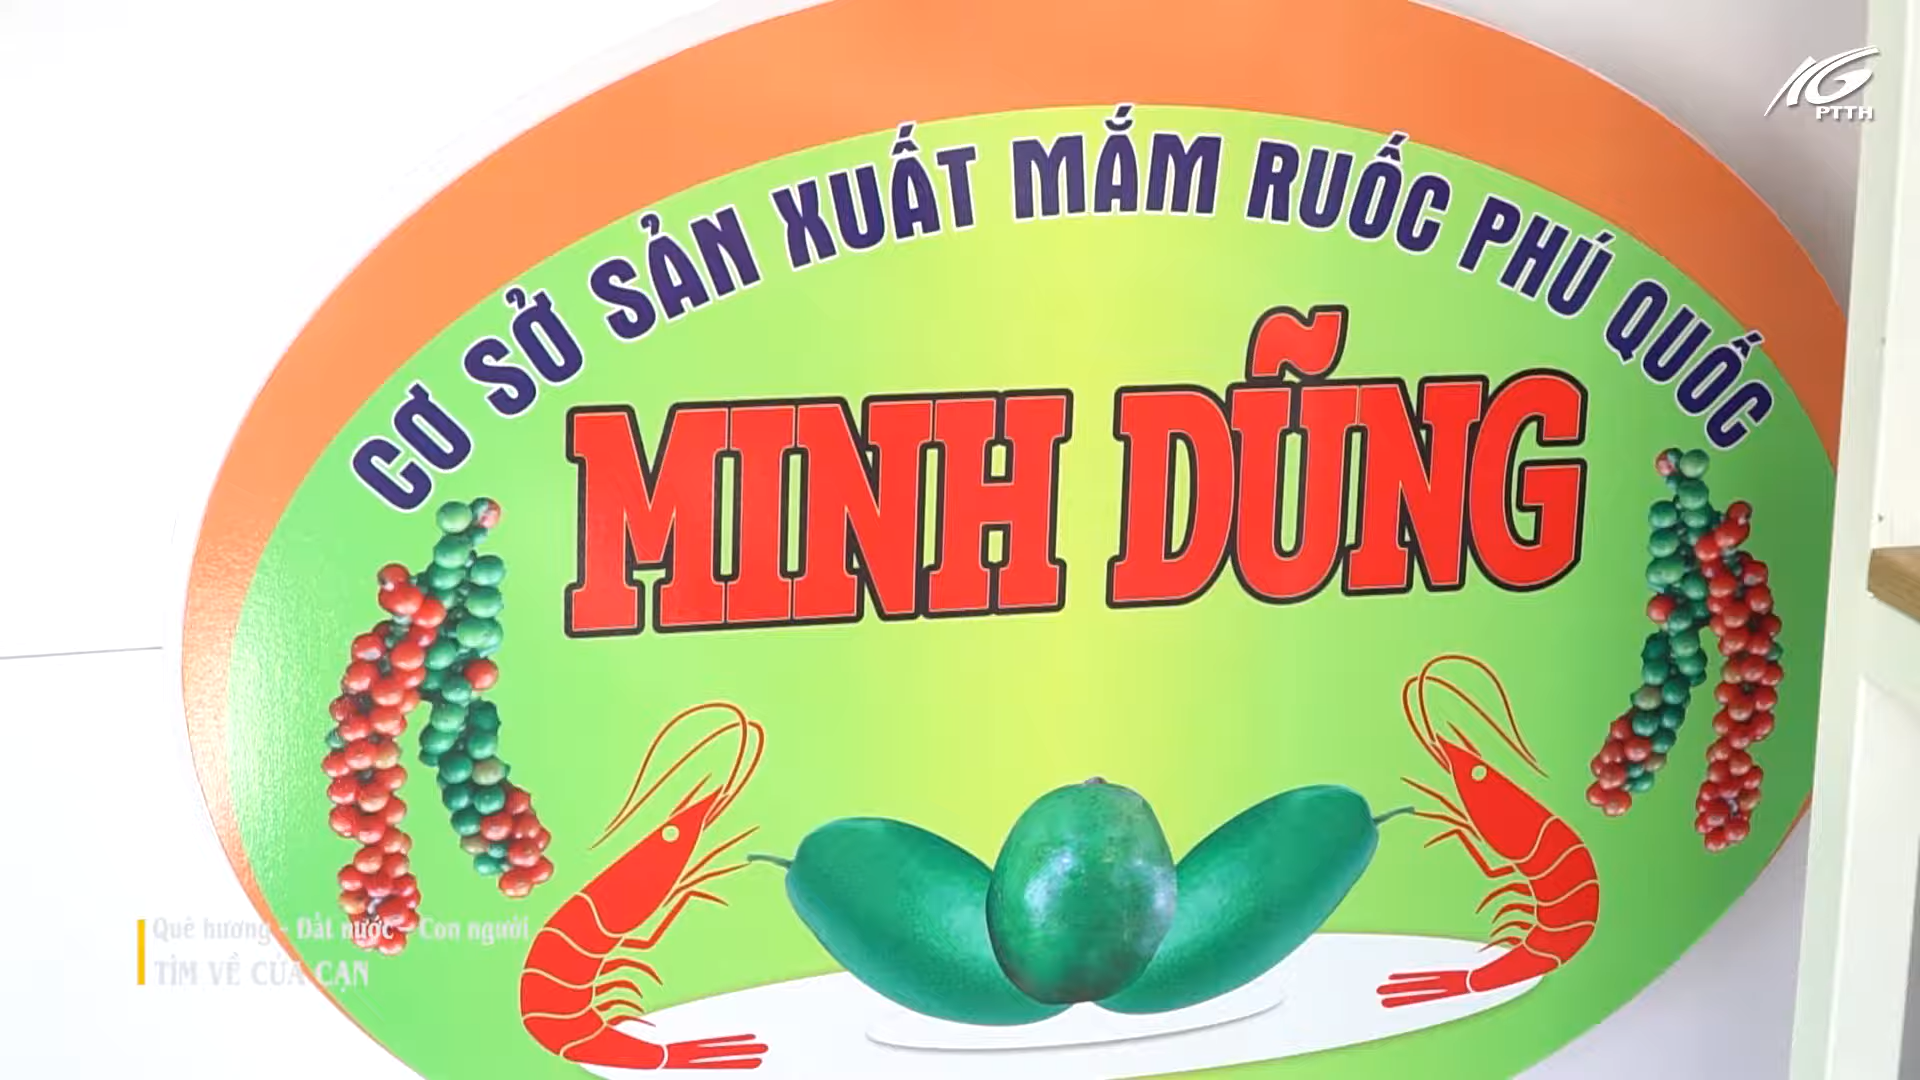 KG
PTTH
CƠ SỞ SẢN XUẤT MẮM RUỐC PHÚ QUỐC
MINH DŨNG
Quê hương - Đất nước - Con người
TÌM VỀ CỬA CẠN